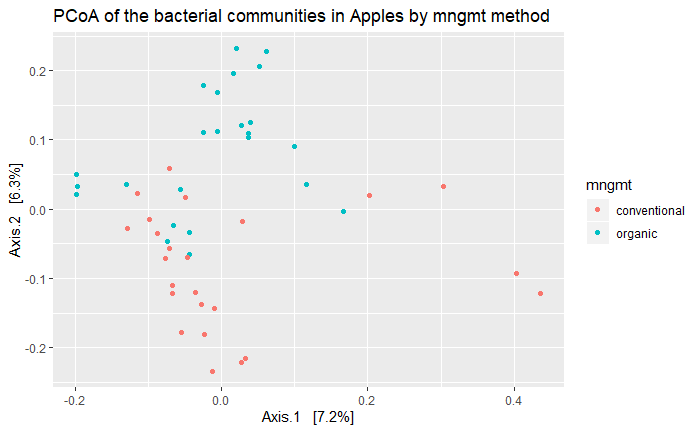 PCoA of the bacterial communities in Apples by mngmt method
0.2
0.1
0.0
-0.1
-0.2
Axis.2 [6.3%]
-0.2
0.0
0.2
0.4
Axis.1 [7.2%]
mngmt
conventional
organic